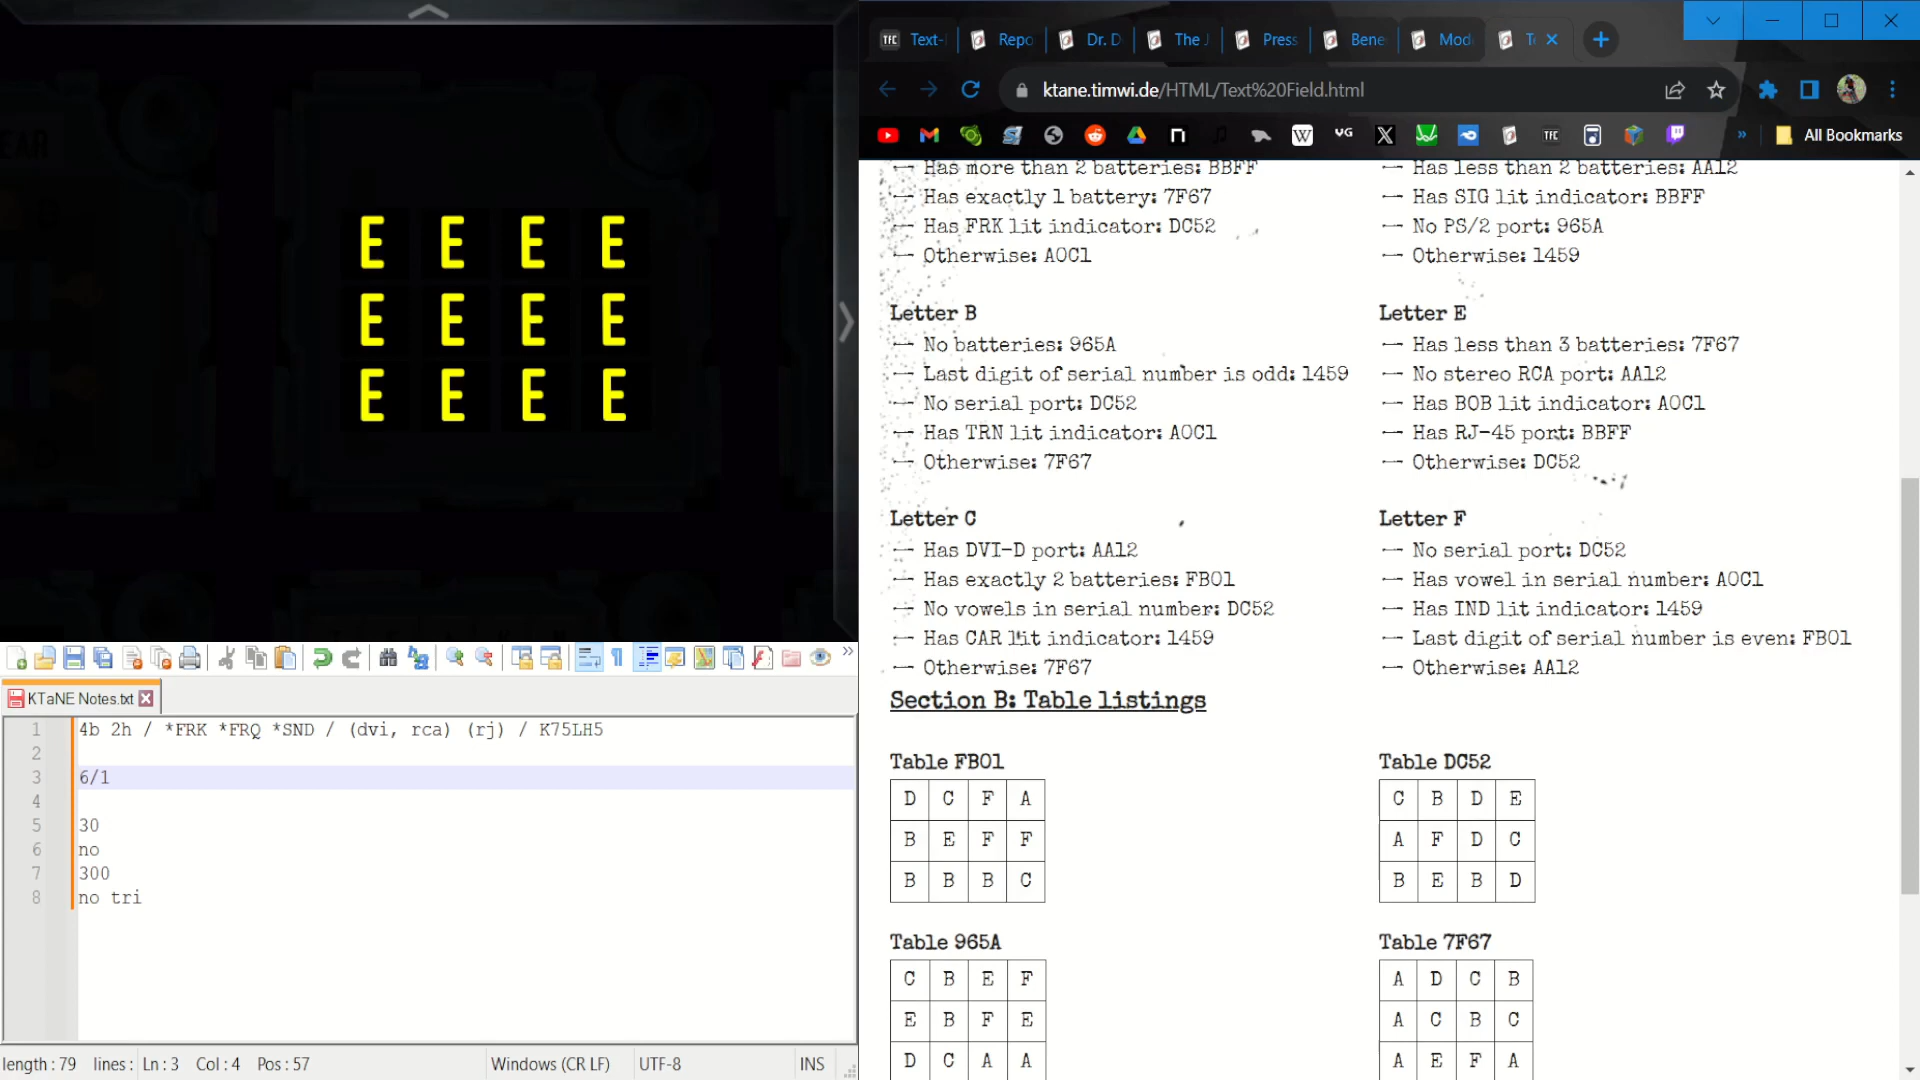 EAR
E E E E
E E E E
E E E E
Text-
Repo
Dr. D
The J
Press
Bene
Mod
Te
ktane.timwi.de/HTML/Text%20Field.html
All Bookmarks
— Has more than 2 batteries: BBFF
— Has exactly 1 battery: 7F67
— Has FRK lit indicator: DC52
— Otherwise: A0C1
— Has less than 2 batteries: AA12
— Has SIG lit indicator: BBFF
— No PS/2 port: 965A
— Otherwise: 1459
Letter B
— No batteries: 965A
— Last digit of serial number is odd: 1459
— No serial port: DC52
— Has TRN lit indicator: A0C1
— Otherwise: 7F67
Letter E
— Has less than 3 batteries: 7F67
— No stereo RCA port: AA12
— Has BOB lit indicator: A0C1
— Has RJ-45 port: BBFF
— Otherwise: DC52
Letter C
— Has DVI-D port: AA12
— Has exactly 2 batteries: FB01
— No vowels in serial number: DC52
— Has CAR lit indicator: 1459
— Otherwise: 7F67
Letter F
— No serial port: DC52
— Has vowel in serial number: A0C1
— Has IND lit indicator: 1459
— Last digit of serial number is even: FB01
— Otherwise: AA12
Section B: Table listings
Table FB01
D C F A
B E F F
B B B C
Table DC52
C B D E
A F D C
B E B D
Table 965A
C B E F
E B F E
D C A A
Table 7F67
A D C B
A C B C
A E F A
KTaNE Notes.txt
1 4b 2h / *FRK *FRQ *SND / (dvi, rca) (rj) / K75LH5
2
3 6/1
4
5 30
6 no
7 300
8 no tri
length : 79 lines : Ln : 3 Col : 4 Pos : 57 Windows (CR LF) UTF-8 INS